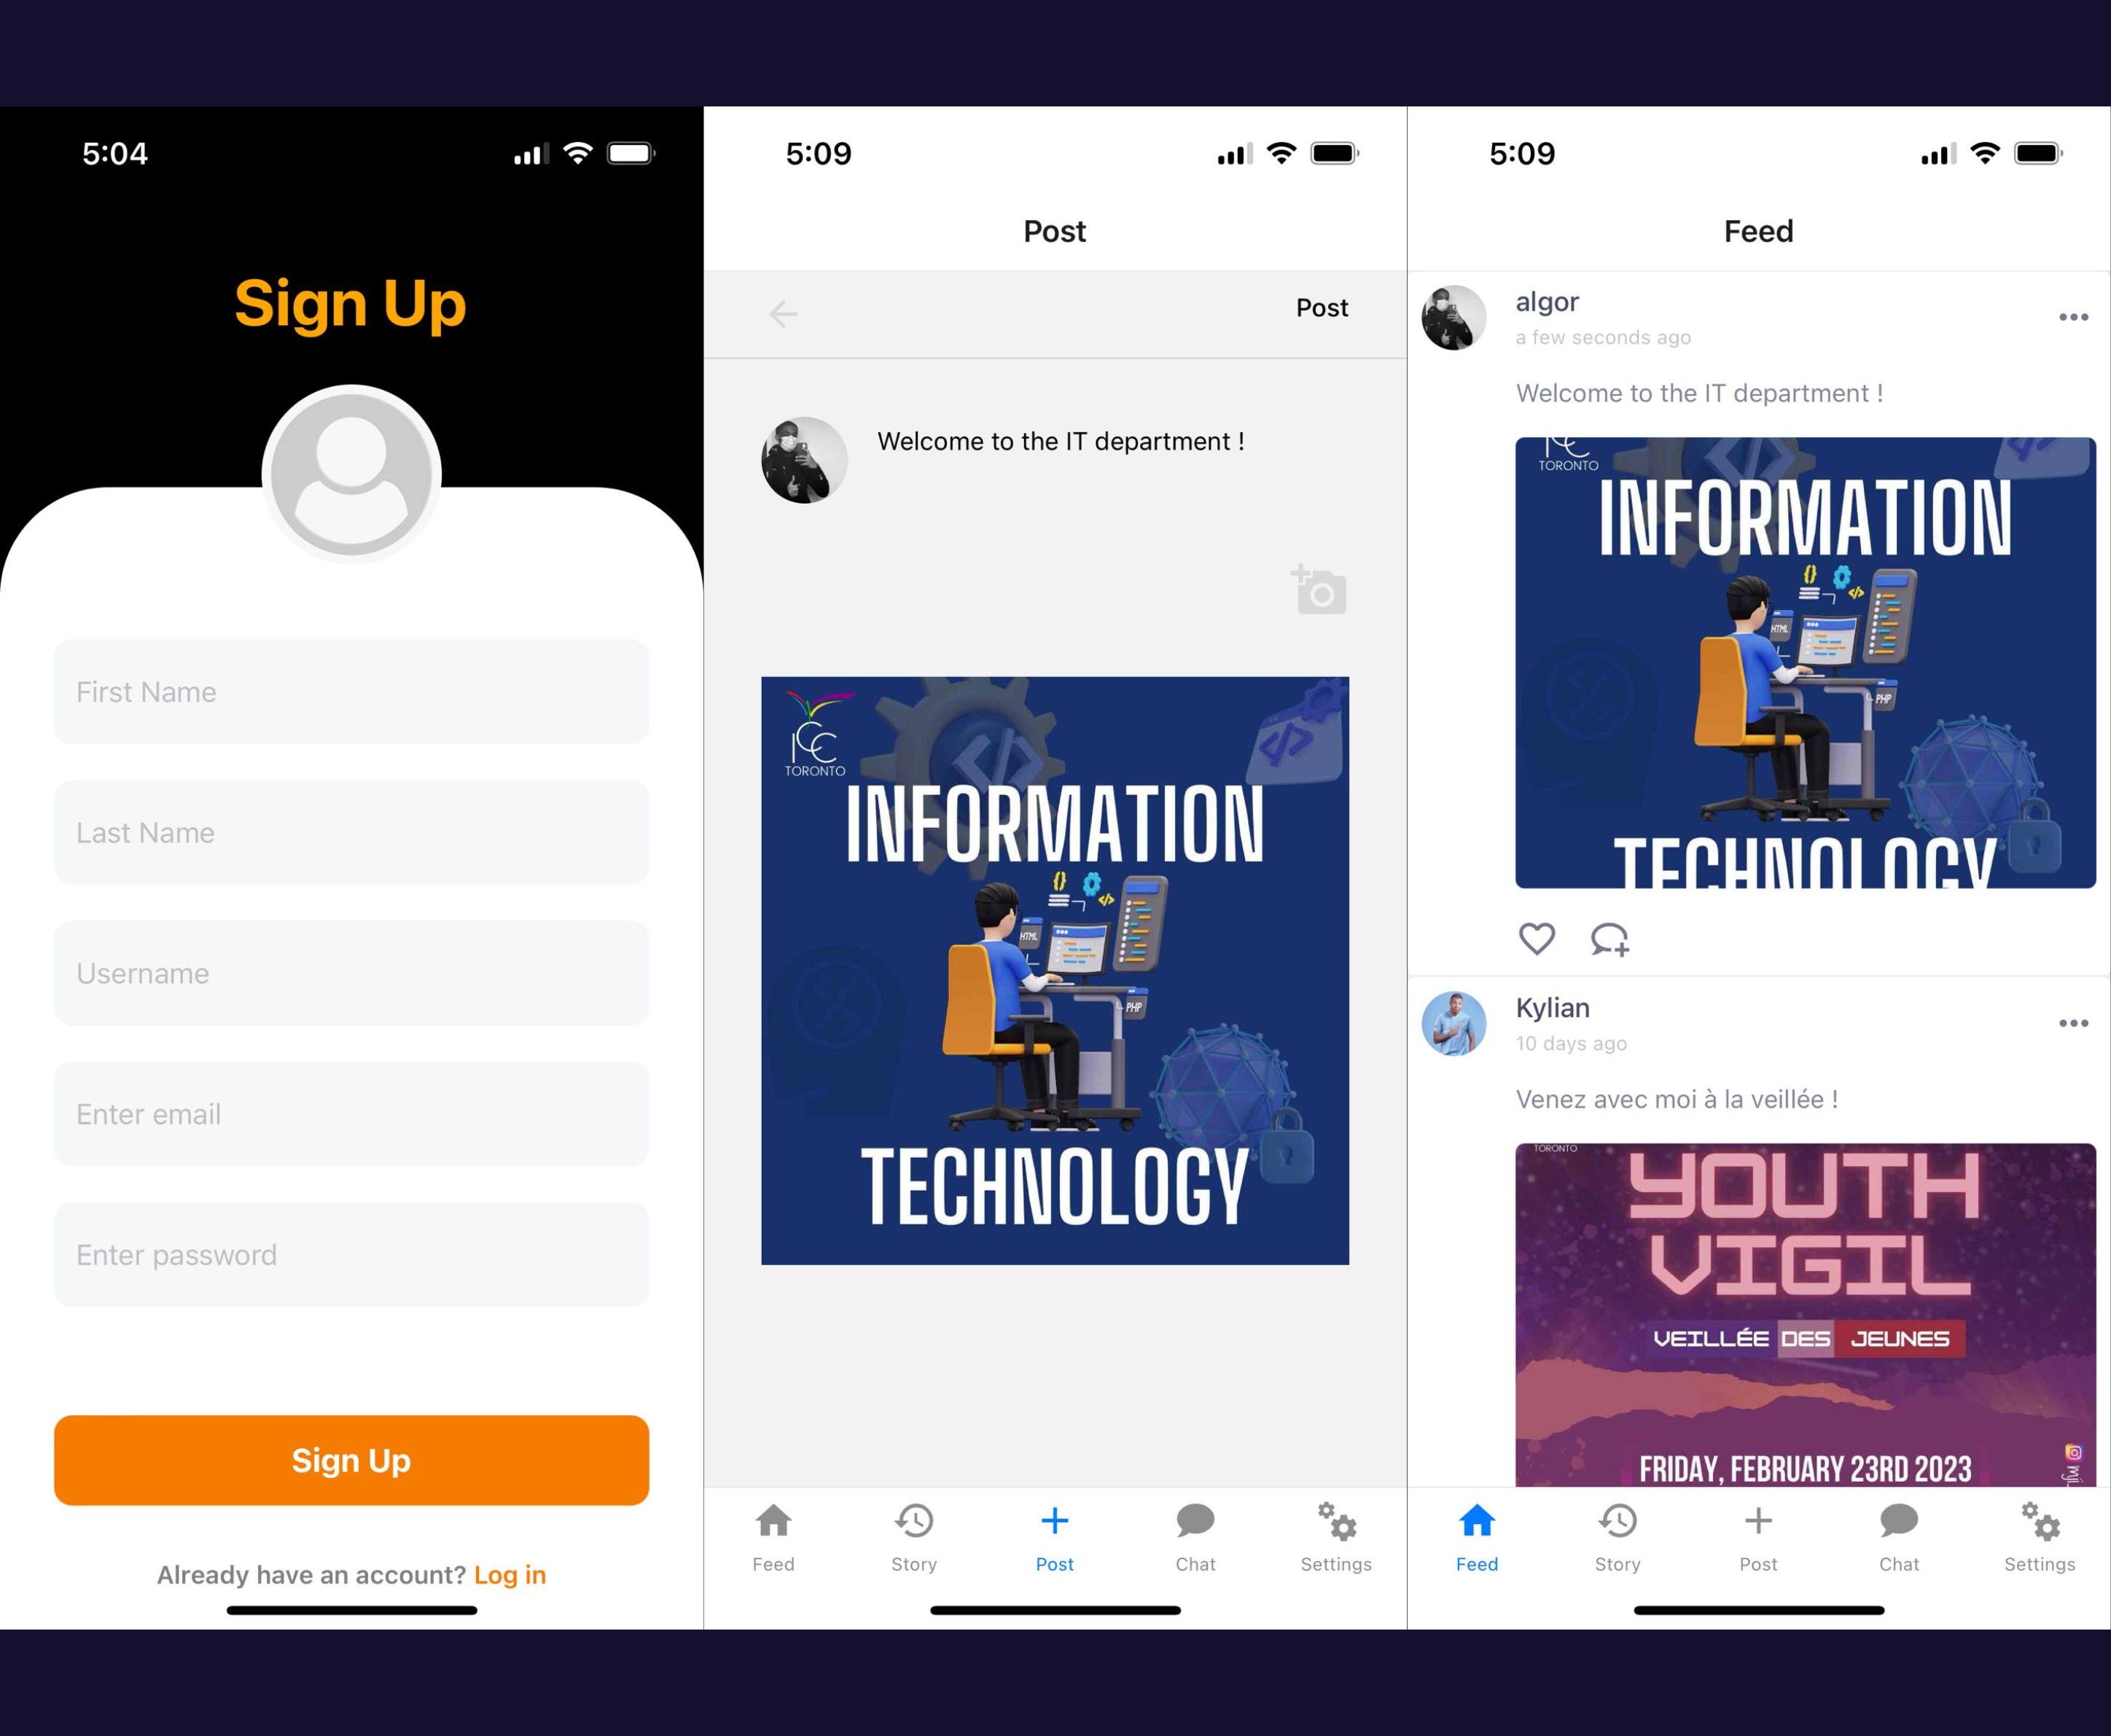 5:04
Sign Up
First Name
Last Name
Username
Enter email
Enter password
Sign Up
Already have an account? Log in
5:09
Post
Post
Welcome to the IT department !
ICC
TORONTO
INFORMATION
HTML
PHP
TECHNOLOGY
Feed
Story
Post
Chat
Settings
5:09
Feed
algor
a few seconds ago
Welcome to the IT department !
TORONTO
INFORMATION
HTML
PHP
TECHNOLOGY
Kylian
10 days ago
Venez avec moi à la veillée !
TORONTO
YOUTH
VIGIL
VEILLÉE DES JEUNES
FRIDAY, FEBRUARY 23RD 2023
Feed
Story
Post
Chat
Settings